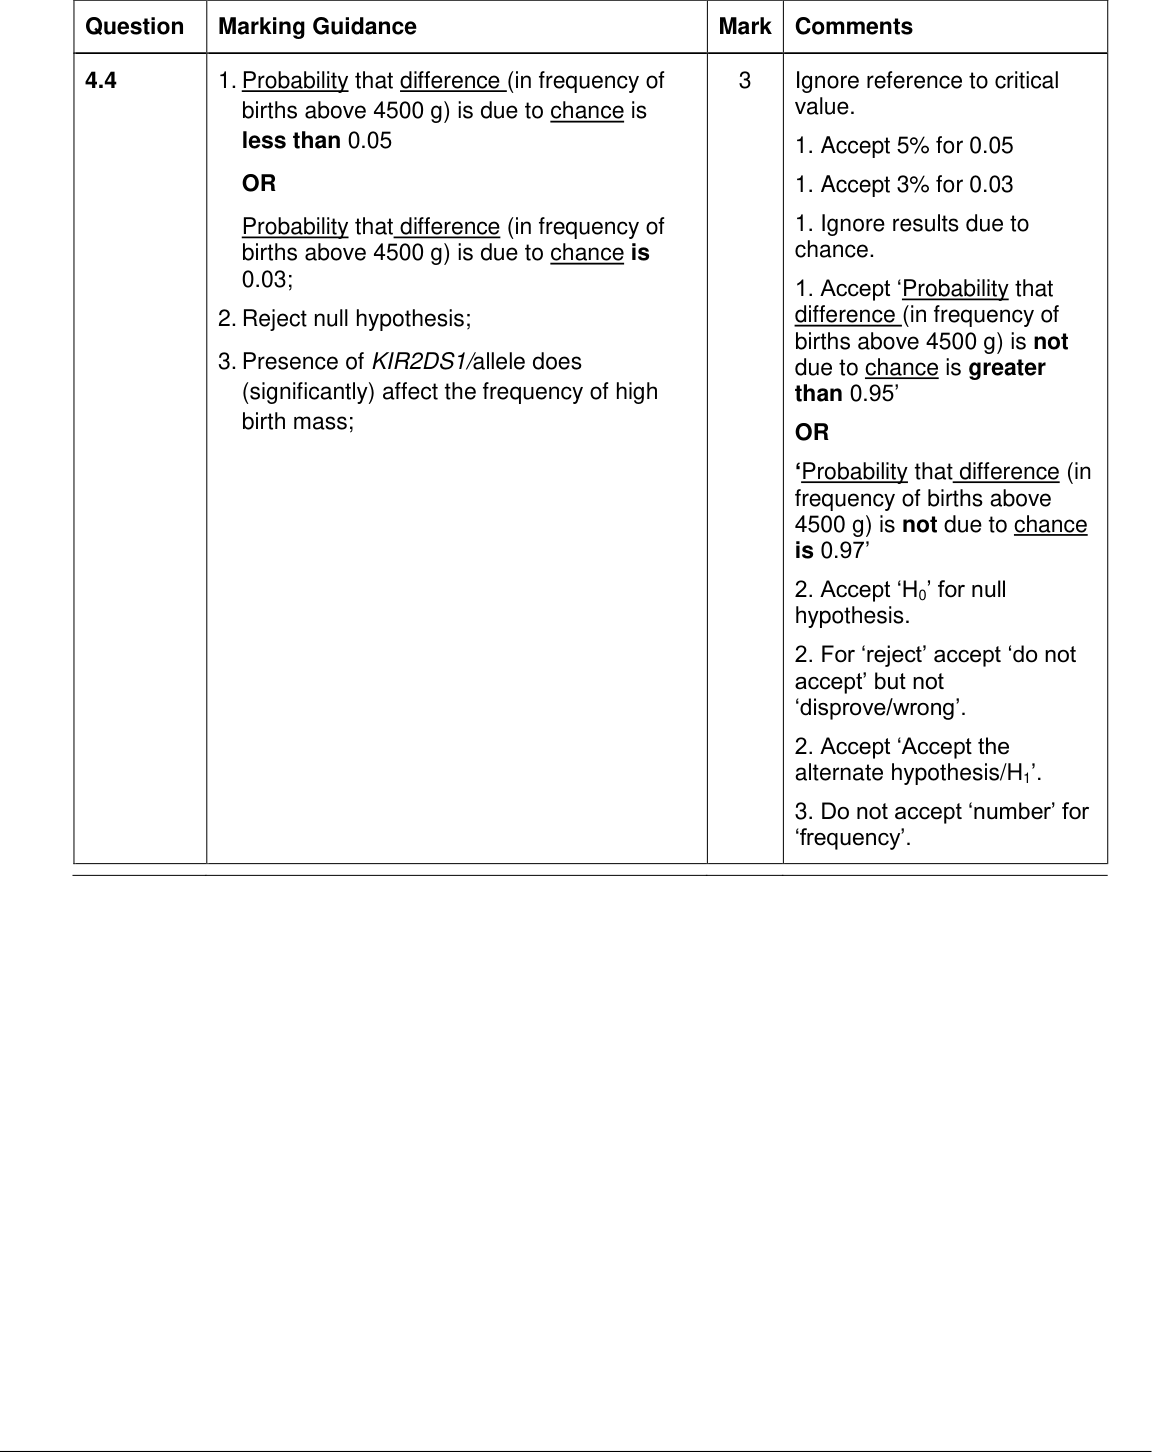 Question Marking Guidance Mark Comments
4.4
1. Probability that difference (in frequency of
births above 4500 g) is due to chance is
less than 0.05
OR
Probability that difference (in frequency of
births above 4500 g) is due to chance is
0.03;
2. Reject null hypothesis;
3. Presence of KIR2DS1/allele does
(significantly) affect the frequency of high
birth mass;
3
Ignore reference to critical
value.
1. Accept 5% for 0.05
1. Accept 3% for 0.03
1. Ignore results due to
chance.
1. Accept ‘Probability that
difference (in frequency of
births above 4500 g) is not
due to chance is greater
than 0.95’
OR
‘Probability that difference (in
frequency of births above
4500 g) is not due to chance
is 0.97’
2. Accept ‘H₀’ for null
hypothesis.
2. For ‘reject’ accept ‘do not
accept’ but not
‘disprove/wrong’.
2. Accept ‘Accept the
alternate hypothesis/H₁’.
3. Do not accept ‘number’ for
‘frequency’.